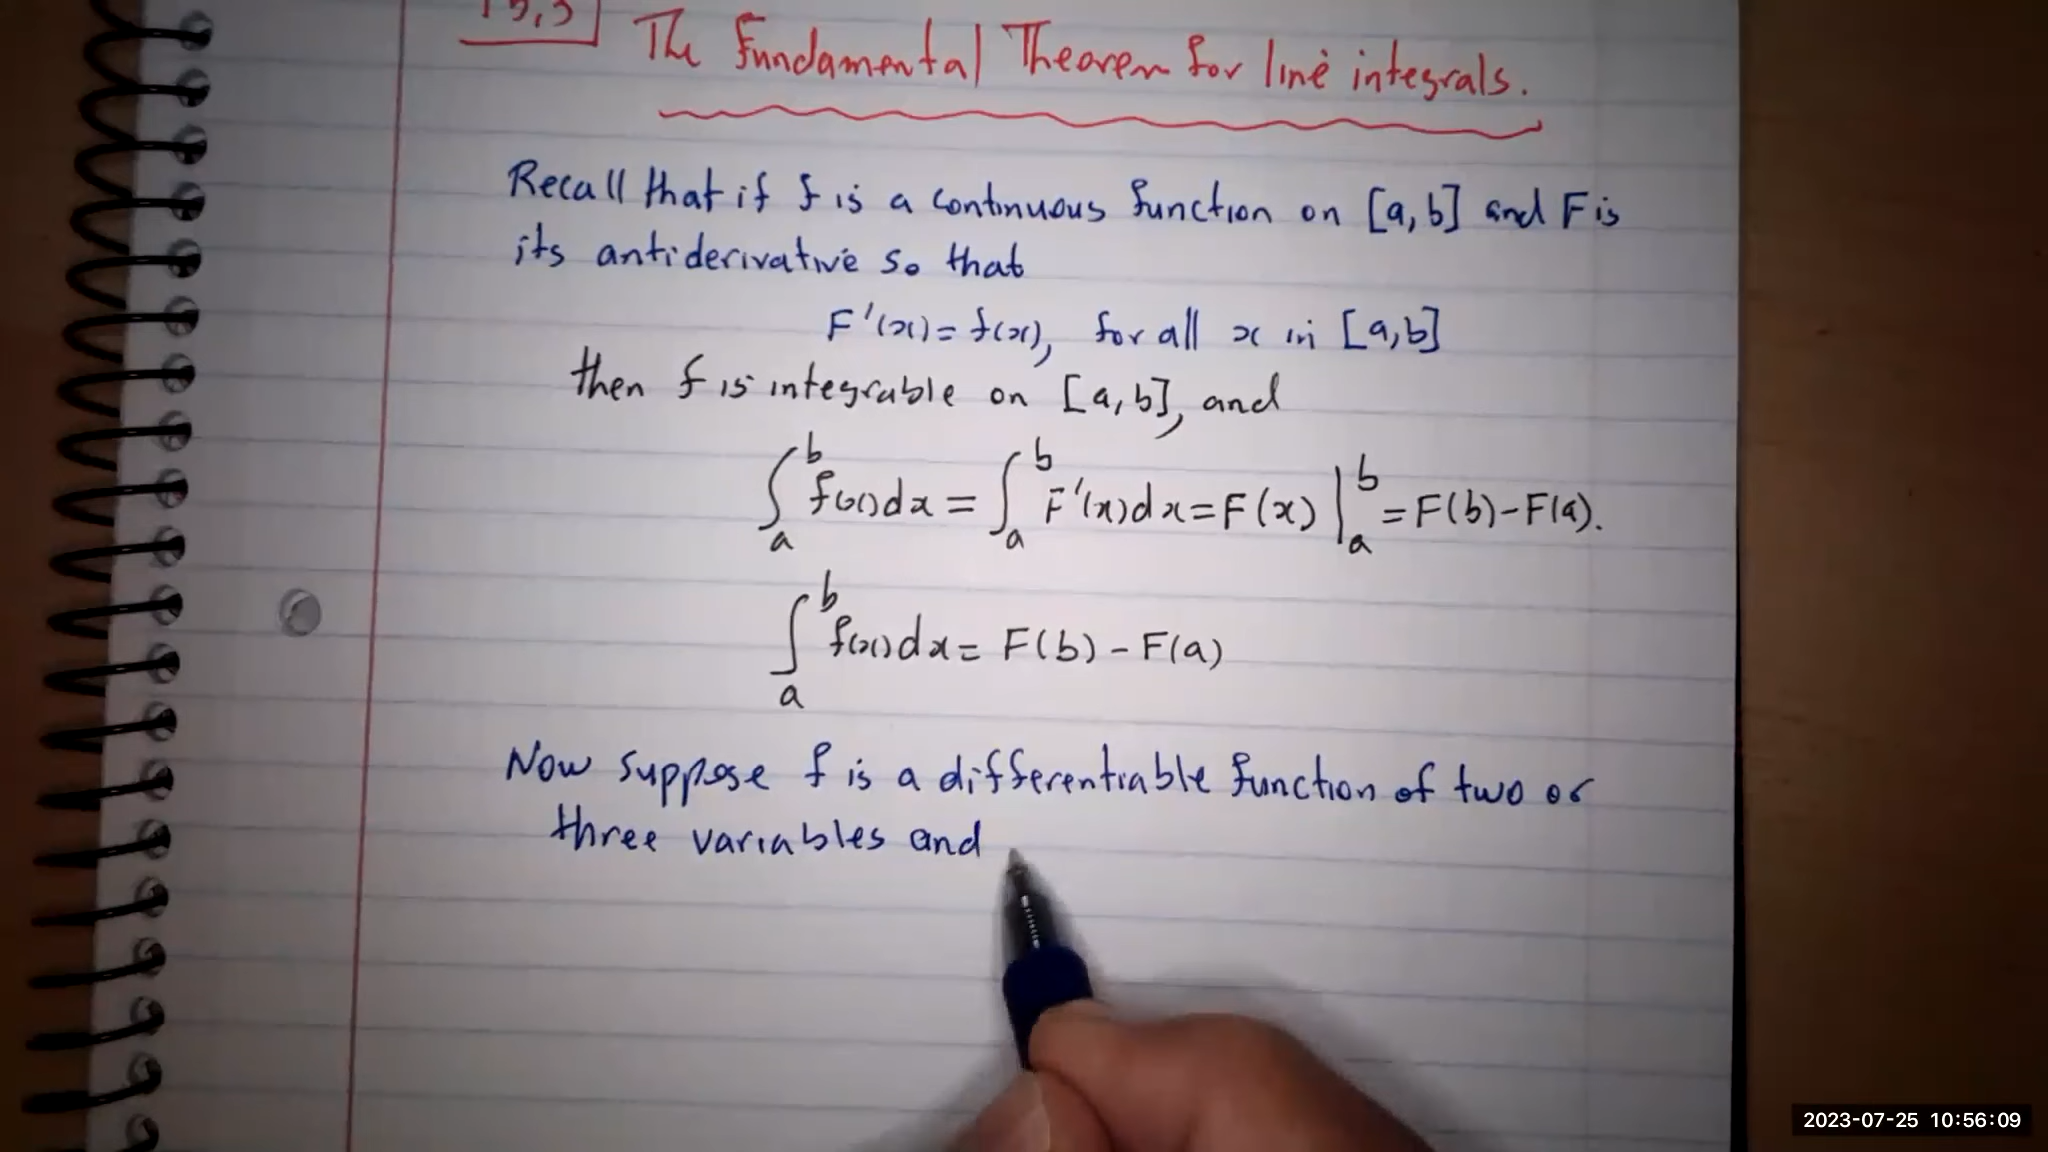 15,3
The Fundamental Theorem for line integrals.
Recall that if f is a continuous function on [a, b] and F is
its antiderivative so that
F'(x) = f(x), for all x in [a,b]
then f is integrable on [a, b], and
∫_a^b f(x)dx = ∫_a^b F'(x)dx = F(x) |_a^b = F(b)-F(a).
∫_a^b f(x)dx = F(b) - F(a)
Now suppose f is a differentiable function of two or
three variables and
2023-07-25 10:56:09